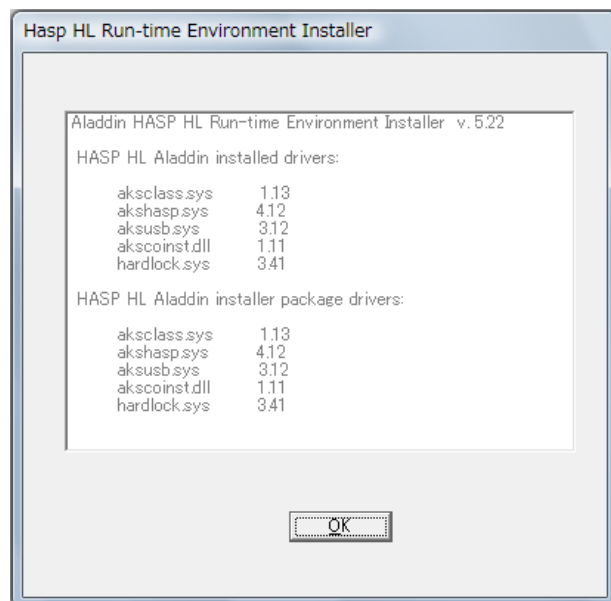 Hasp HL Run-time Environment Installer
Aladdin HASP HL Run-time Environment Installer v. 5.22
HASP HL Aladdin installed drivers:
aksclass.sys 1.13
akshasp.sys 4.12
aksusb.sys 3.12
akscoinst.dll 1.11
hardlock.sys 3.41
HASP HL Aladdin installer package drivers:
aksclass.sys 1.13
akshasp.sys 4.12
aksusb.sys 3.12
akscoinst.dll 1.11
hardlock.sys 3.41
OK